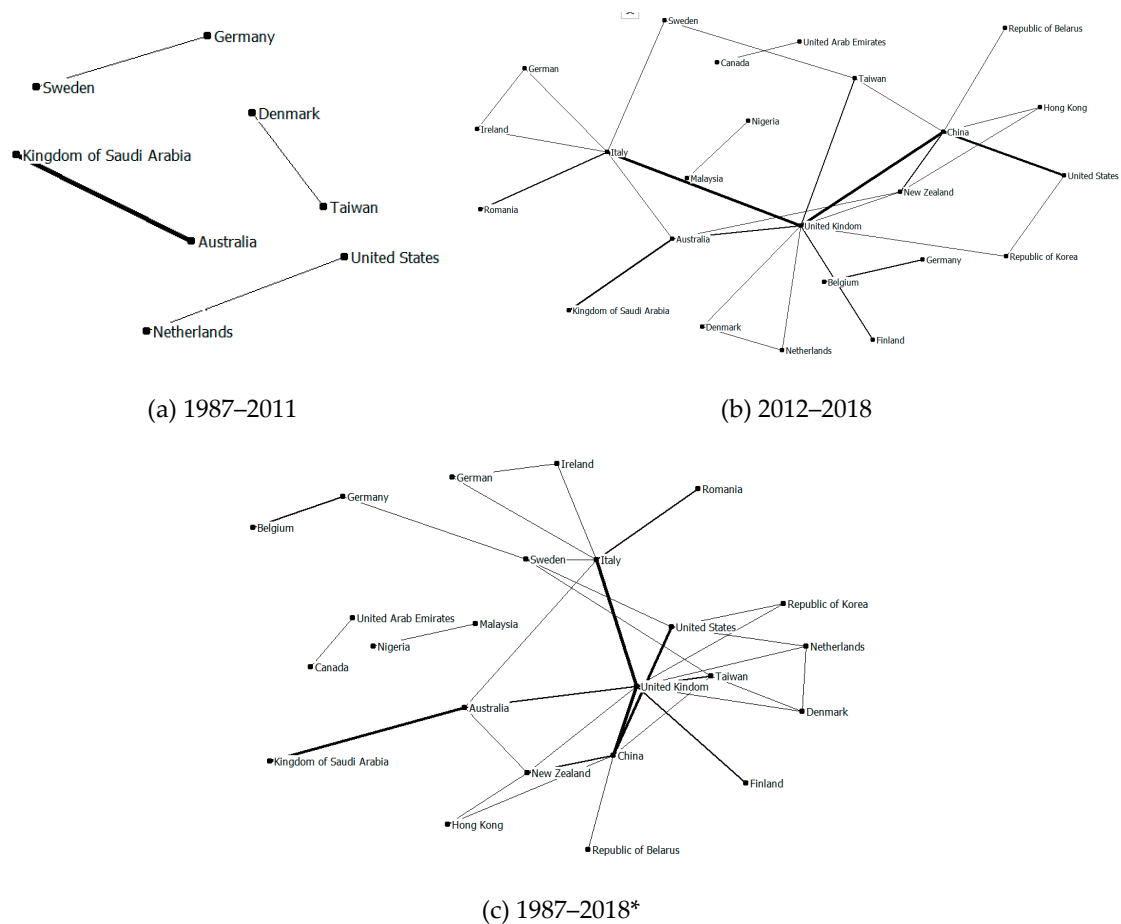 Germany
Sweden
Denmark
Kingdom of Saudi Arabia
Taiwan
Australia
United States
Netherlands
(a) 1987–2011
Sweden
Republic of Belarus
United Arab Emirates
Canada
German
Taiwan
Hong Kong
Nigeria
Ireland
China
Italy
Malaysia
United States
New Zealand
Romania
United Kindom
Australia
Republic of Korea
Germany
Belgium
Kingdom of Saudi Arabia
Denmark
Finland
Netherlands
(b) 2012–2018
Ireland
German
Romania
Germany
Belgium
Sweden
Italy
Republic of Korea
United Arab Emirates
Malaysia
United States
Nigeria
Netherlands
Canada
Taiwan
United Kindom
Australia
Denmark
China
Kingdom of Saudi Arabia
New Zealand
Finland
Hong Kong
Republic of Belarus
(c) 1987–2018*